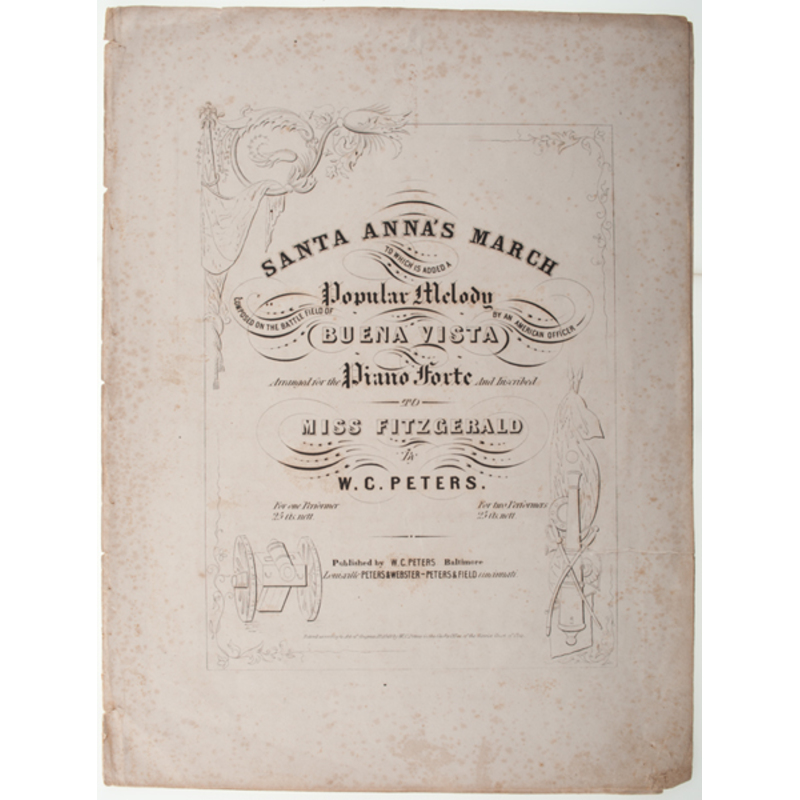 SANTA ANNA'S MARCH
TO WHICH IS ADDED A
Popular Melody
COMPOSED ON THE BATTLE FIELD OF
BUENA VISTA
BY AN AMERICAN OFFICER
Arranged for the Piano Forte And Inscribed
TO
MISS FITZGERALD
by
W. C. PETERS.
For one Performer
25 cts. nett
For two Performers
25 cts. nett
Published by W. C. PETERS Baltimore
Louisville PETERS & WEBSTER - PETERS & FIELD Cincinnati